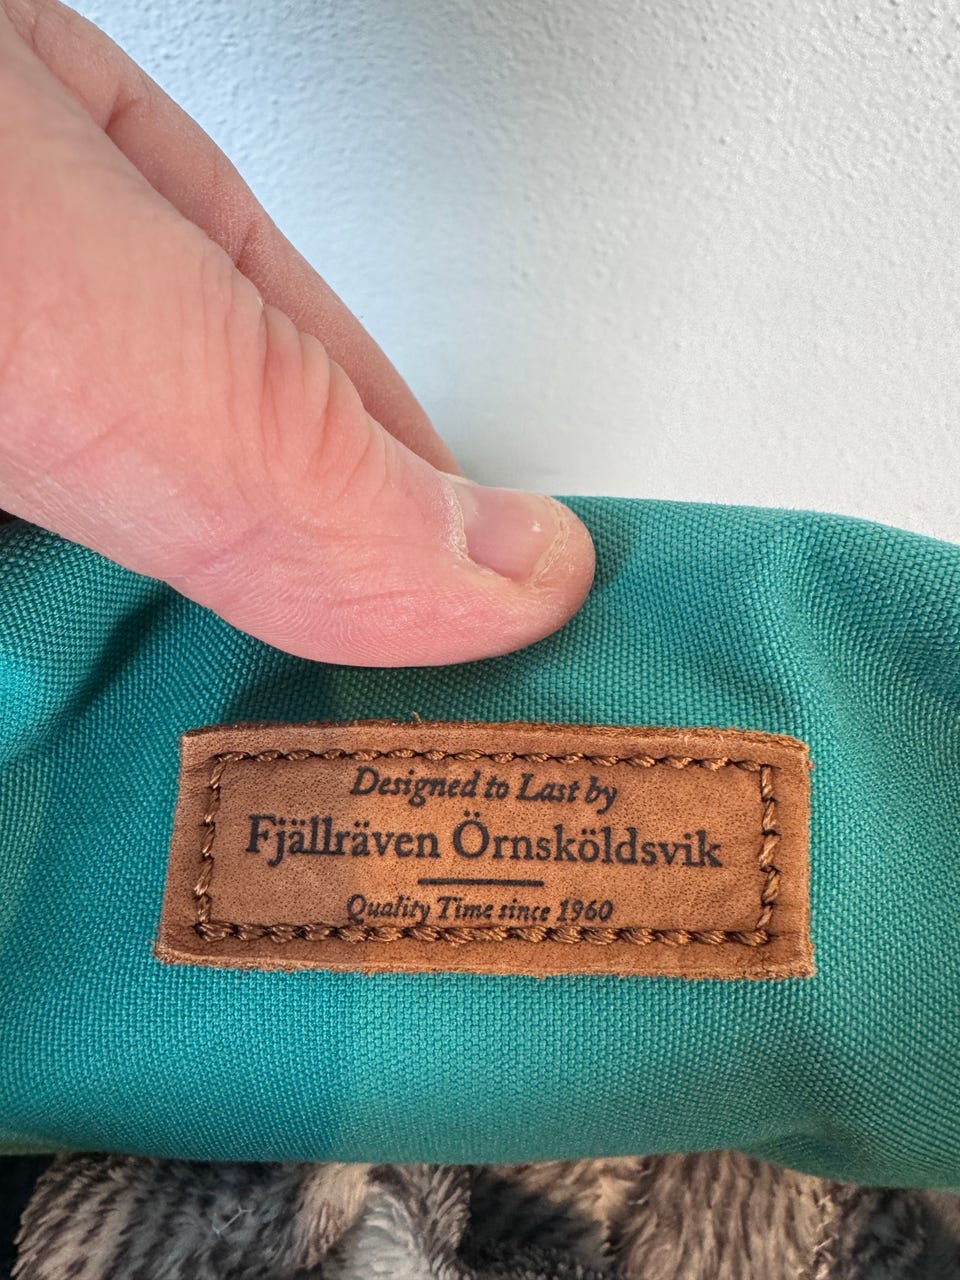 Designed to Last by
Fjällräven Örnsköldsvik
Quality Time since 1960